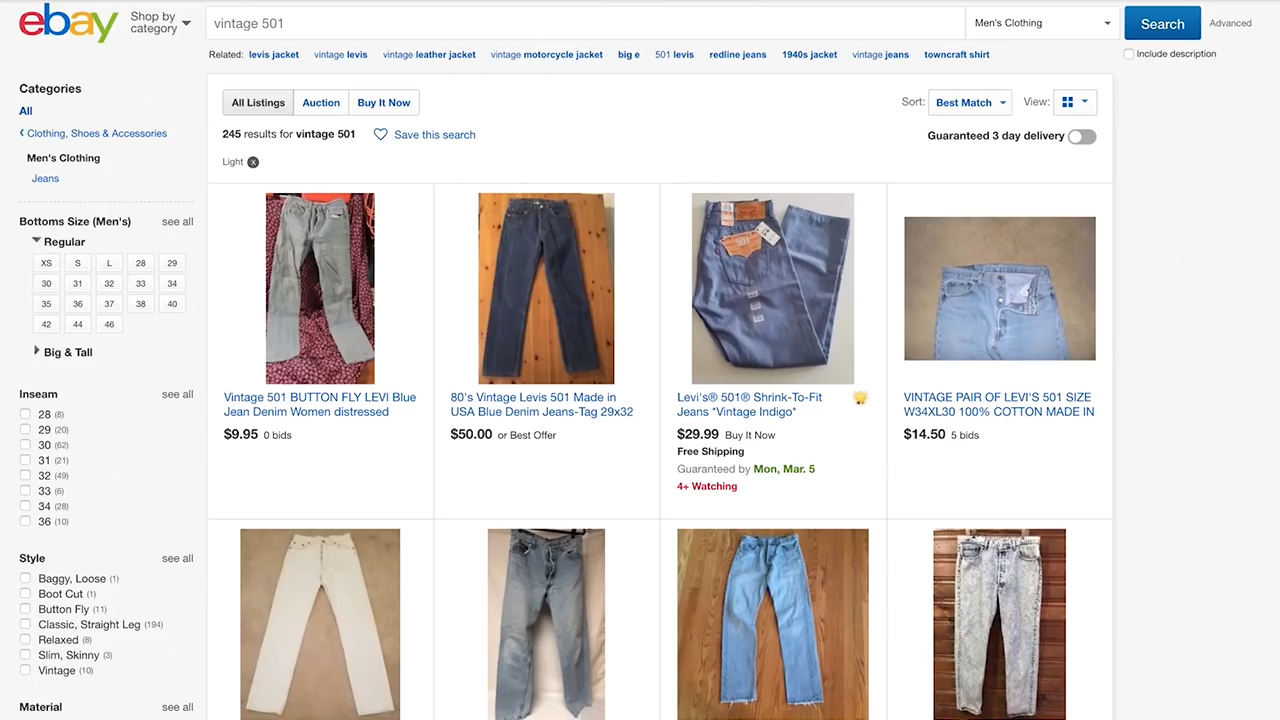 ebay
Shop by
category
vintage 501
Men's Clothing
Search
Advanced
Related: levis jacket vintage levis vintage leather jacket vintage motorcycle jacket big e 501 levis redline jeans 1940s jacket vintage jeans towncraft shirt
Include description
Categories
All
Clothing, Shoes & Accessories
Men's Clothing
Jeans
Bottoms Size (Men's) see all
Regular
XS S L 28 29
30 31 32 33 34
35 36 37 38 40
42 44 46
Big & Tall
Inseam see all
28 (8)
29 (20)
30 (62)
31 (21)
32 (49)
33 (6)
34 (28)
36 (10)
Style see all
Baggy, Loose (1)
Boot Cut (1)
Button Fly (11)
Classic, Straight Leg (194)
Relaxed (8)
Slim, Skinny (3)
Vintage (10)
Material see all
All Listings Auction Buy It Now
Sort: Best Match View:
245 results for vintage 501 Save this search
Guaranteed 3 day delivery
Light x
Vintage 501 BUTTON FLY LEVI Blue
Jean Denim Women distressed
$9.95 0 bids
80's Vintage Levis 501 Made in
USA Blue Denim Jeans-Tag 29x32
$50.00 or Best Offer
501
Levi's® 501® Shrink-To-Fit
Jeans *Vintage Indigo*
$29.99 Buy It Now
Free Shipping
Guaranteed by Mon, Mar. 5
4+ Watching
VINTAGE PAIR OF LEVI'S 501 SIZE
W34XL30 100% COTTON MADE IN
$14.50 5 bids